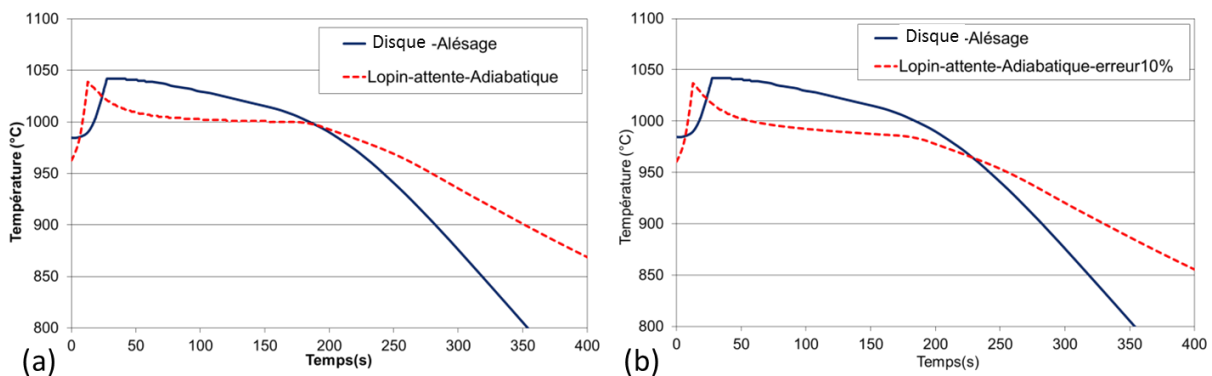 1100
1050
1000
950
900
850
800
Température (°C)
Disque -Alésage
Lopin-attente-Adiabatique
0 50 100 150 200 250 300 350 400
Temps(s)
(a)
1100
1050
1000
950
900
850
800
Température (°C)
Disque -Alésage
Lopin-attente-Adiabatique-erreur10%
0 50 100 150 200 250 300 350 400
Temps(s)
(b)